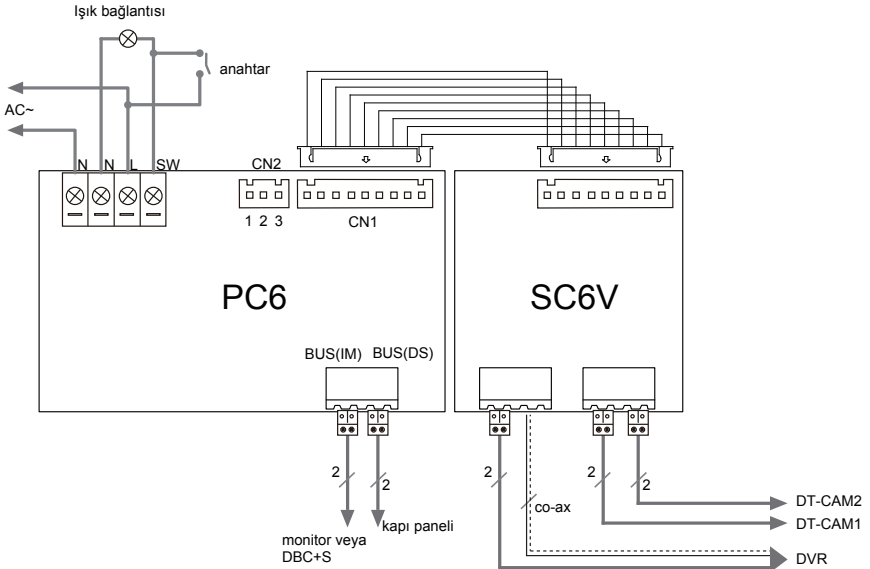 Işık bağlantısı
anahtar
AC~
N N L SW
CN2
1 2 3
CN1
PC6
SC6V
BUS(IM) BUS(DS)
2
2
2
co-ax
2
2
monitor veya
DBC+S
kapı paneli
DT-CAM2
DT-CAM1
DVR